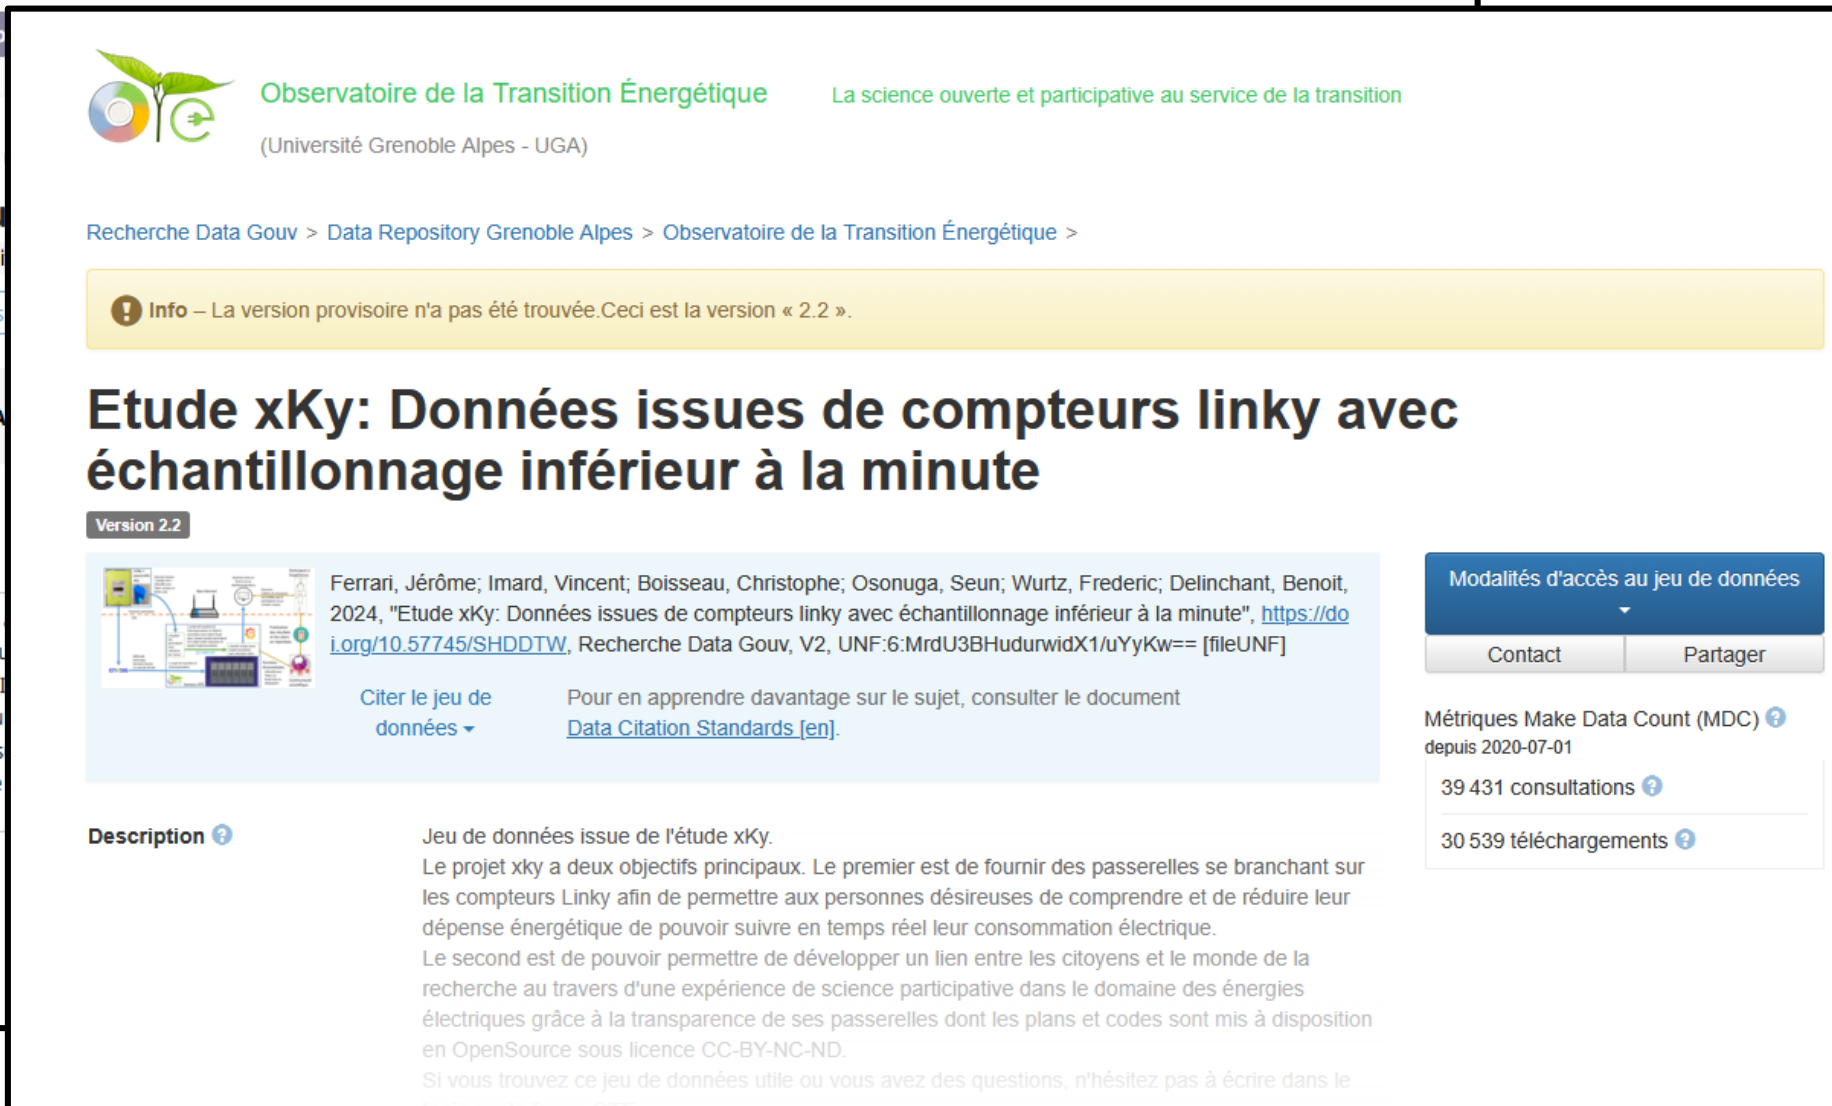 Observatoire de la Transition Énergétique
La science ouverte et participative au service de la transition
(Université Grenoble Alpes - UGA)
Recherche Data Gouv > Data Repository Grenoble Alpes > Observatoire de la Transition Énergétique >
Info – La version provisoire n'a pas été trouvée.Ceci est la version « 2.2 ».
Etude xKy: Données issues de compteurs linky avec
échantillonnage inférieur à la minute
Version 2.2
Ferrari, Jérôme; Imard, Vincent; Boisseau, Christophe; Osonuga, Seun; Wurtz, Frederic; Delinchant, Benoit,
2024, "Etude xKy: Données issues de compteurs linky avec échantillonnage inférieur à la minute", https://do
i.org/10.57745/SHDDTW, Recherche Data Gouv, V2, UNF:6:MrdU3BHudurwidX1/uYyKw== [fileUNF]
Citer le jeu de
données
Pour en apprendre davantage sur le sujet, consulter le document
Data Citation Standards [en].
Modalités d'accès au jeu de données
Contact
Partager
Métriques Make Data Count (MDC)
depuis 2020-07-01
39 431 consultations
30 539 téléchargements
Description
Jeu de données issue de l'étude xKy.
Le projet xky a deux objectifs principaux. Le premier est de fournir des passerelles se branchant sur
les compteurs Linky afin de permettre aux personnes désireuses de comprendre et de réduire leur
dépense énergétique de pouvoir suivre en temps réel leur consommation électrique.
Le second est de pouvoir permettre de développer un lien entre les citoyens et le monde de la
recherche au travers d'une expérience de science participative dans le domaine des énergies
électriques grâce à la transparence de ses passerelles dont les plans et codes sont mis à disposition
en OpenSource sous licence CC-BY-NC-ND.
Si vous trouvez ce jeu de données utile ou vous avez des questions, n'hésitez pas à écrire dans le